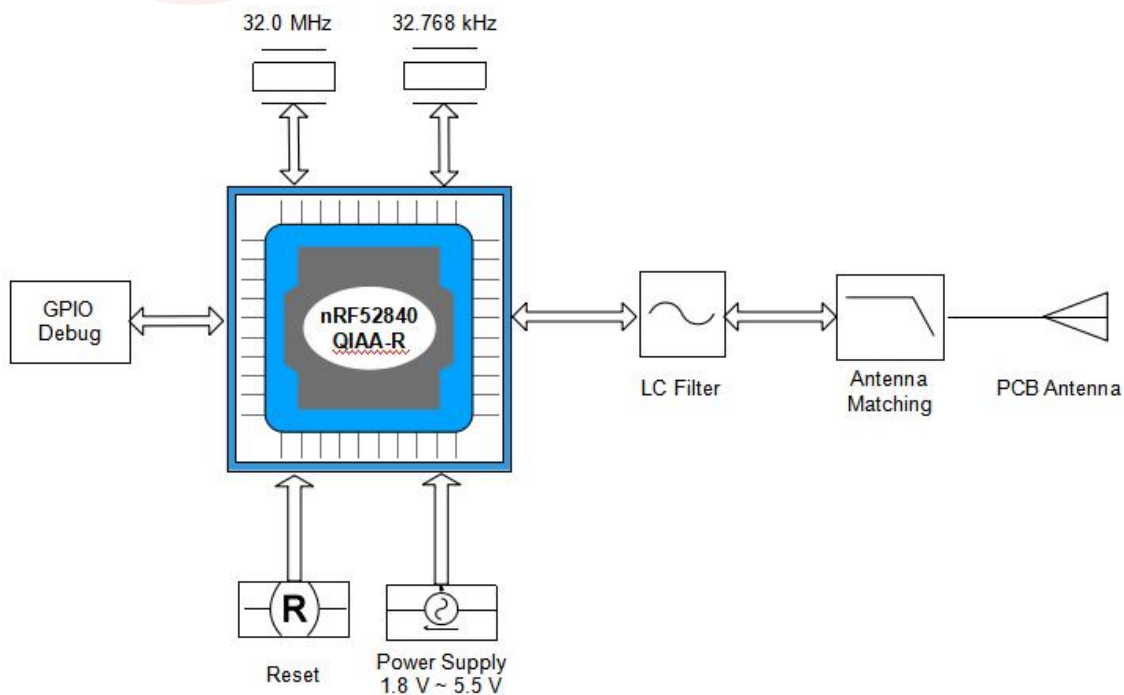 32.0 MHz
32.768 kHz
GPIO
Debug
nRF52840
QIAA-R
LC Filter
Antenna
Matching
PCB Antenna
R
Reset
Power Supply
1.8 V ~ 5.5 V